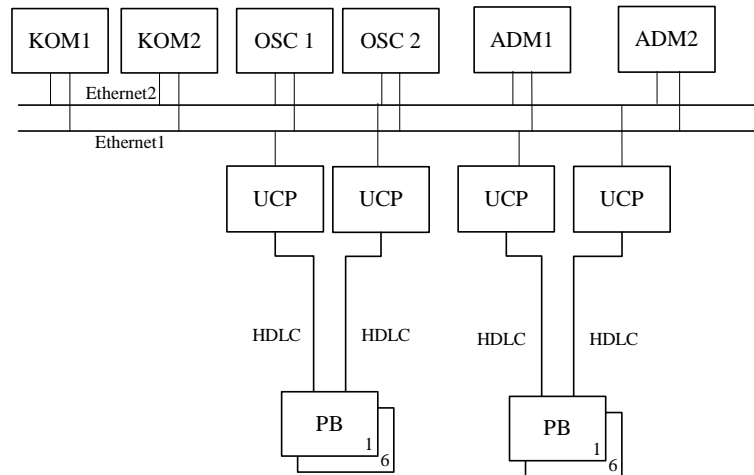 KOM1
KOM2
OSC 1
OSC 2
ADM1
ADM2
Ethernet2
Ethernet1
UCP
UCP
UCP
UCP
HDLC
HDLC
HDLC
HDLC
PB
1
6
PB
1
6